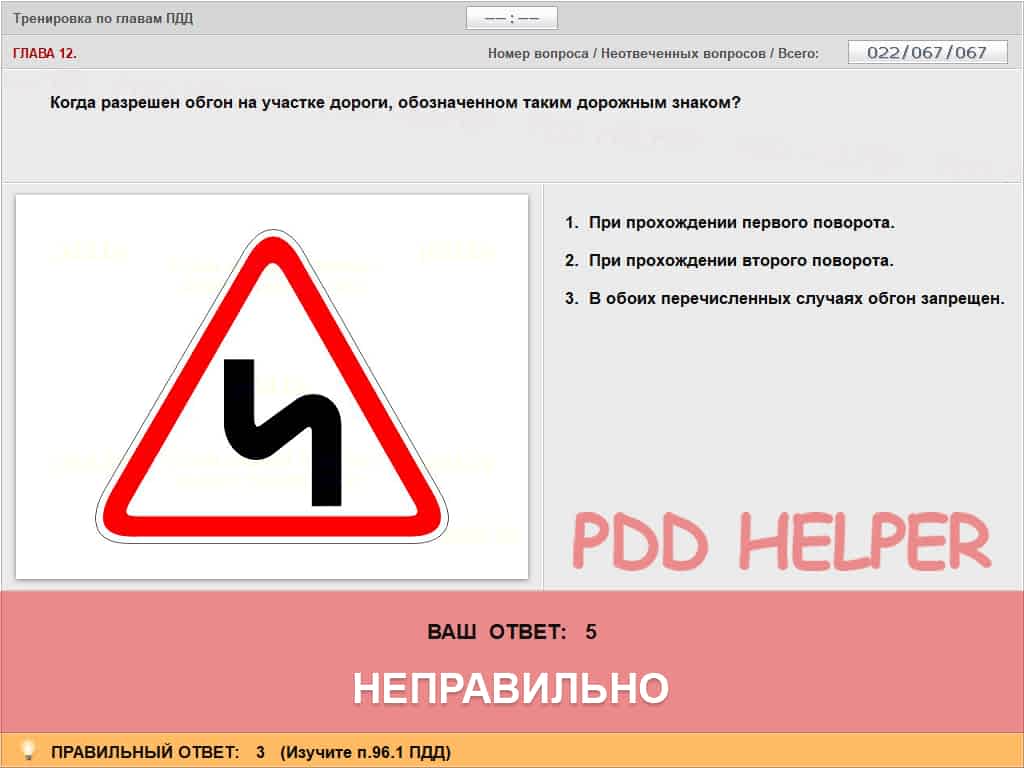 Тренировка по главам ПДД
—— : ——
ГЛАВА 12.
Номер вопроса / Неотвеченных вопросов / Всего: 022/067/067
Когда разрешен обгон на участке дороги, обозначенном таким дорожным знаком?
1. При прохождении первого поворота.
2. При прохождении второго поворота.
3. В обоих перечисленных случаях обгон запрещен.
PDD HELPER
ВАШ ОТВЕТ: 5
НЕПРАВИЛЬНО
ПРАВИЛЬНЫЙ ОТВЕТ: 3 (Изучите п.96.1 ПДД)